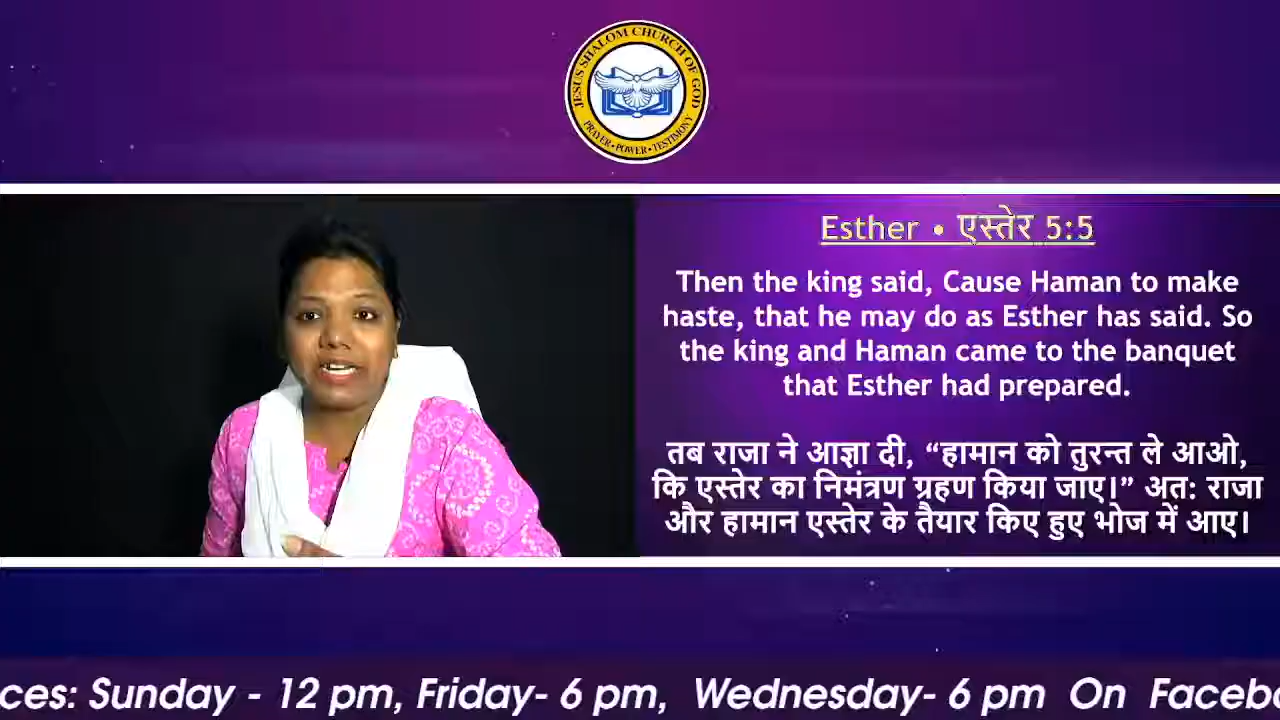 JESUS SHALOM CHURCH OF GOD
PRAYER • POWER • TESTIMONY
Esther • एस्तेर 5:5
Then the king said, Cause Haman to make
haste, that he may do as Esther has said. So
the king and Haman came to the banquet
that Esther had prepared.
तब राजा ने आज्ञा दी, “हामान को तुरन्त ले आओ,
कि एस्तेर का निमंत्रण ग्रहण किया जाए।” अत: राजा
और हामान एस्तेर के तैयार किए हुए भोज में आए।
ces: Sunday - 12 pm, Friday- 6 pm, Wednesday- 6 pm On Faceb